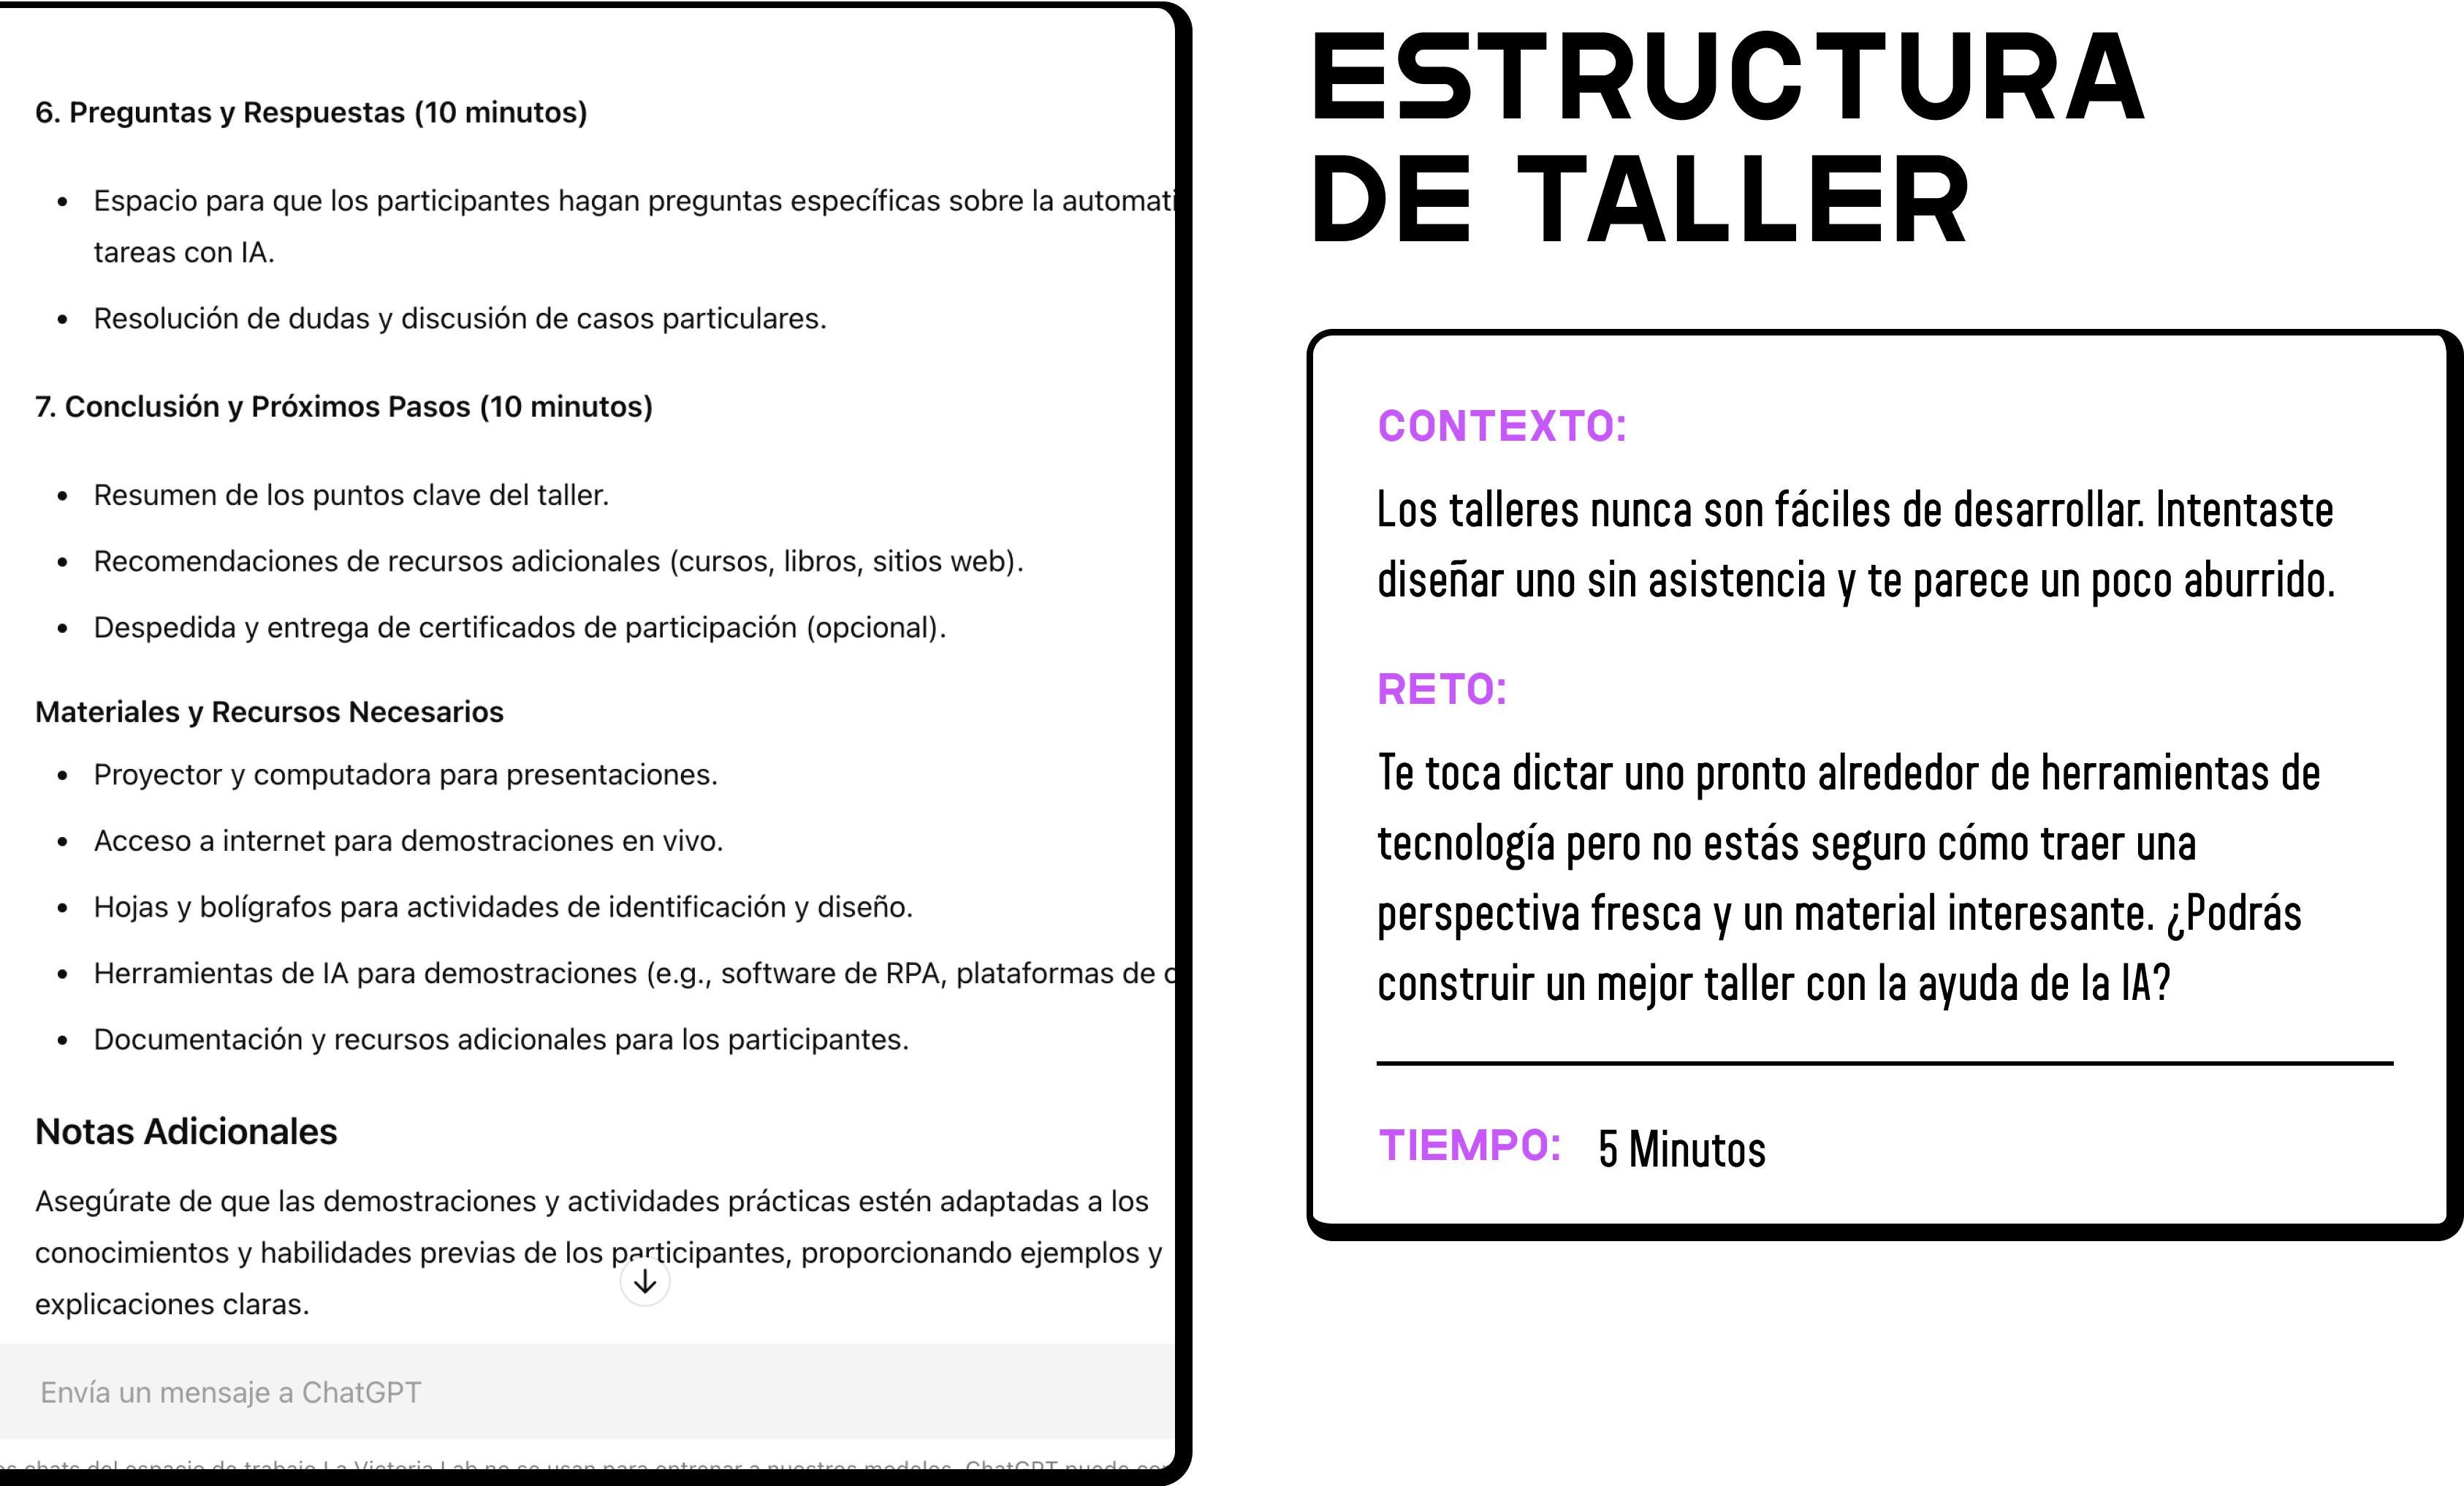 6. Preguntas y Respuestas (10 minutos)
• Espacio para que los participantes hagan preguntas específicas sobre la
tareas con IA.
• Resolución de dudas y discusión de casos particulares.
7. Conclusión y Próximos Pasos (10 minutos)
• Resumen de los puntos clave del taller.
• Recomendaciones de recursos adicionales (cursos, libros, sitios web).
• Despedida y entrega de certificados de participación (opcional).
Materiales y Recursos Necesarios
• Proyector y computadora para presentaciones.
• Acceso a internet para demostraciones en vivo.
• Hojas y bolígrafos para actividades de identificación y diseño.
• Herramientas de IA para demostraciones (e.g., software de RPA, plataformas de
• Documentación y recursos adicionales para los participantes.
Notas Adicionales
Asegúrate de que las demostraciones y actividades prácticas estén adaptadas a los
conocimientos y habilidades previas de los participantes, proporcionando ejemplos y
explicaciones claras.
Envía un mensaje a ChatGPT
chats del espacio de trabajo La Victoria Lab no se usan para entrenar a nuestros modelos. ChatGPT puede
ESTRUCTURA
DE TALLER
CONTEXTO:
Los talleres nunca son fáciles de desarrollar. Intentaste
diseñar uno sin asistencia y te parece un poco aburrido.
RETO:
Te toca dictar uno pronto alrededor de herramientas de
tecnología pero no estás seguro cómo traer una
perspectiva fresca y un material interesante. ¿Podrás
construir un mejor taller con la ayuda de la IA?
TIEMPO: 5 Minutos